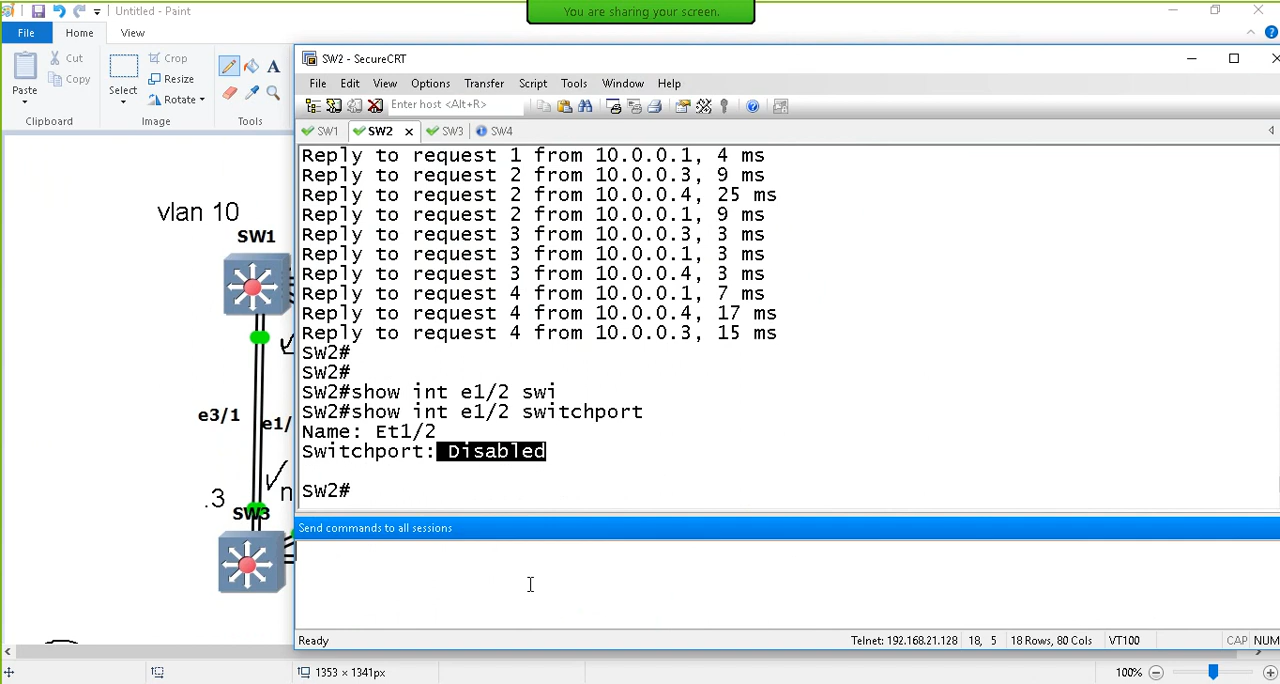 You are sharing your screen.
Untitled - Paint
File
Home
View
Paste
Cut
Copy
Clipboard
Select
Crop
Resize
Rotate
Image
Tools
SW2 - SecureCRT
File Edit View Options Transfer Script Tools Window Help
Enter host <Alt+R>
SW1
SW2
SW3
SW4
Reply to request 1 from 10.0.0.1, 4 ms
Reply to request 2 from 10.0.0.3, 9 ms
Reply to request 2 from 10.0.0.4, 25 ms
Reply to request 2 from 10.0.0.1, 9 ms
Reply to request 3 from 10.0.0.3, 3 ms
Reply to request 3 from 10.0.0.1, 3 ms
Reply to request 3 from 10.0.0.4, 3 ms
Reply to request 4 from 10.0.0.1, 7 ms
Reply to request 4 from 10.0.0.4, 17 ms
Reply to request 4 from 10.0.0.3, 15 ms
SW2#
SW2#
SW2#show int e1/2 swi
SW2#show int e1/2 switchport
Name: Et1/2
Switchport: Disabled
SW2#
Send commands to all sessions
Ready
Telnet: 192.168.21.128
18, 5
18 Rows, 80 Cols
VT100
CAP
NUM
vlan 10
SW1
e3/1
e1/
.3
n
SW3
1353 × 1341px
100%